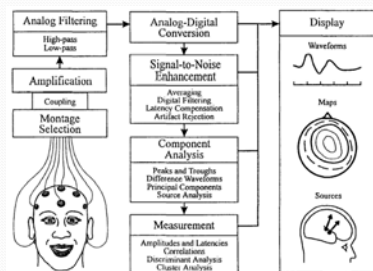 Analog Filtering
High-pass
Low-pass
Amplification
Coupling
Montage
Selection
Analog-Digital
Conversion
Signal-to-Noise
Enhancement
Averaging
Digital Filtering
Latency Compensation
Artifact Rejection
Component
Analysis
Peaks and Troughs
Difference Waveforms
Principal Components
Source Analysis
Measurement
Amplitudes and Latencies
Correlations
Discriminant Analysis
Cluster Analysis
Display
Waveforms
Maps
Sources